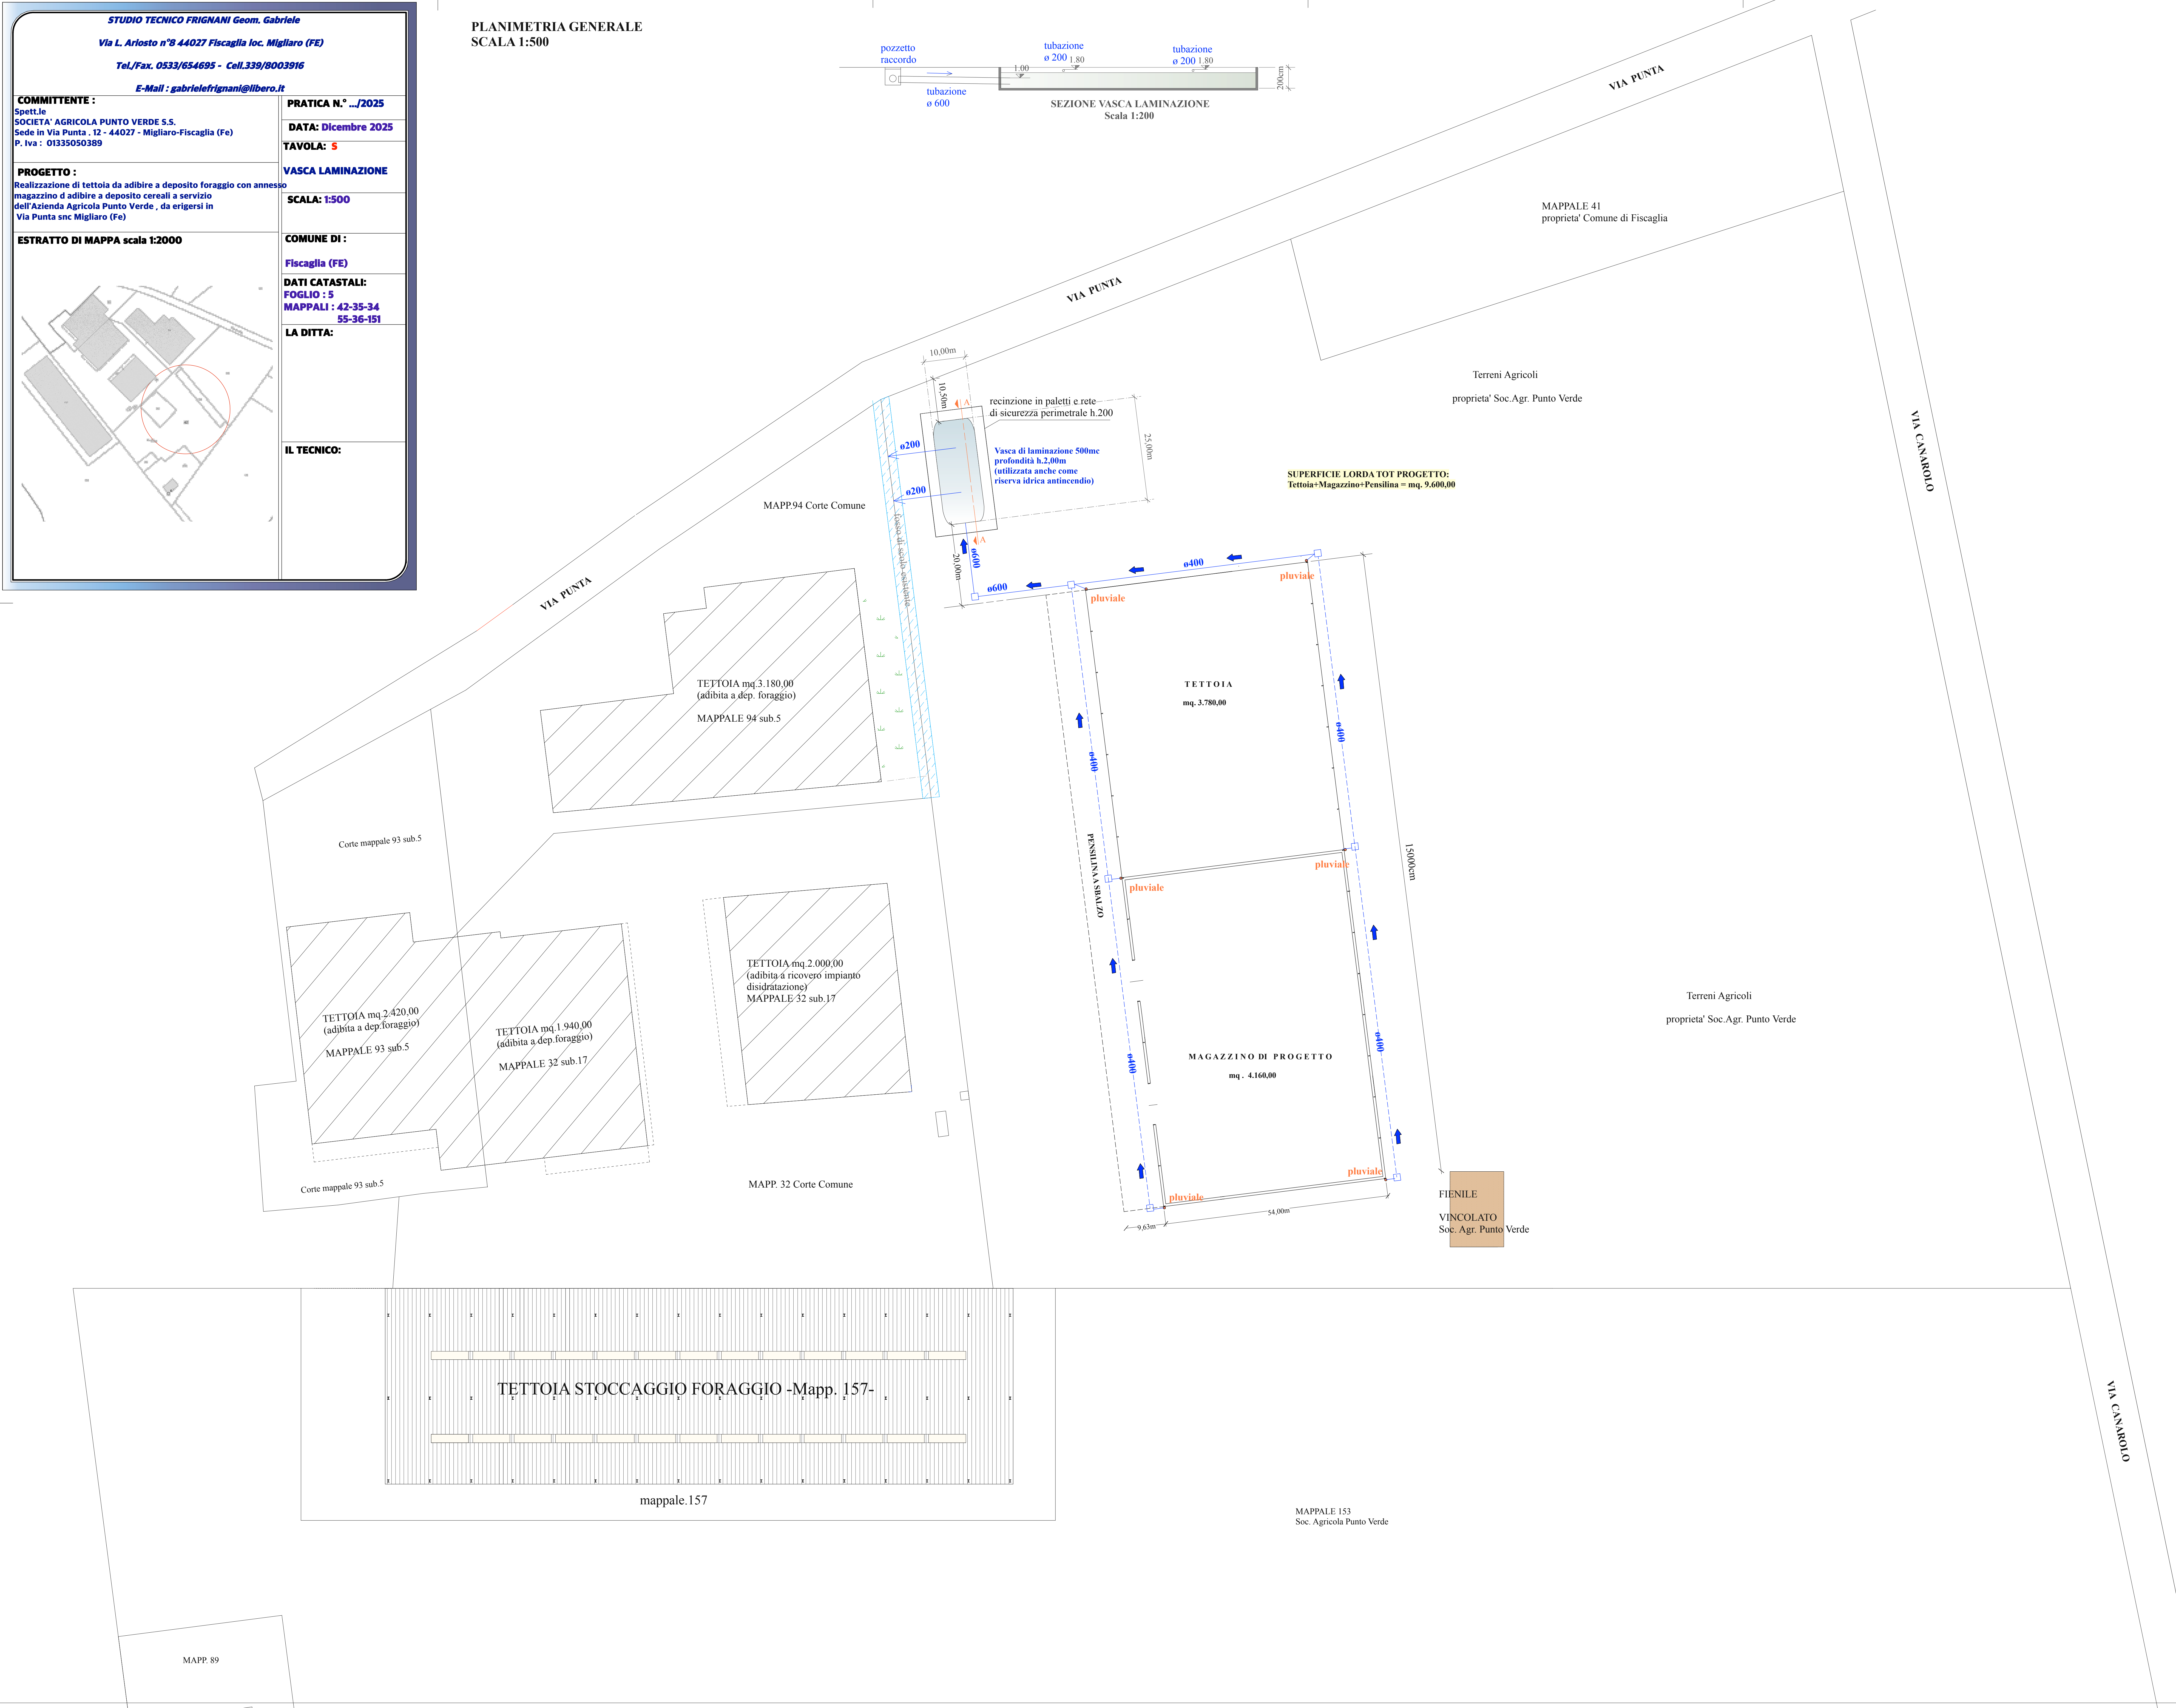 STUDIO TECNICO FRIGNANI Geom. Gabriele
Via L. Ariosto n°8 44027 Fiscaglia loc. Migliaro (FE)
Tel./Fax. 0533/654695 - Cell.339/8003916
E-Mail : gabrielefrignani@libero.it
COMMITTENTE :
Spett.le
SOCIETA' AGRICOLA PUNTO VERDE S.S.
Sede in Via Punta . 12 - 44027 - Migliaro-Fiscaglia (Fe)
P. Iva : 01335050389
PRATICA N.° .../2025
DATA: Dicembre 2025
TAVOLA: S
VASCA LAMINAZIONE
PROGETTO :
Realizzazione di tettoia da adibire a deposito foraggio con annesso
magazzino d adibire a deposito cereali a servizio
dell'Azienda Agricola Punto Verde , da erigersi in
Via Punta snc Migliaro (Fe)
SCALA: 1:500
ESTRATTO DI MAPPA scala 1:2000
COMUNE DI :
Fiscaglia (FE)
DATI CATASTALI:
FOGLIO : 5
MAPPALI : 42-35-34
55-36-151
LA DITTA:
IL TECNICO:
PLANIMETRIA GENERALE
SCALA 1:500
pozzetto
raccordo
tubazione
ø 200
1.80
tubazione
ø 200
1.80
1.00
200cm
tubazione
ø 600
SEZIONE VASCA LAMINAZIONE
Scala 1:200
VIA PUNTA
MAPPALE 41
proprieta' Comune di Fiscaglia
VIA PUNTA
Terreni Agricoli
proprieta' Soc.Agr. Punto Verde
VIA CANAROLO
10,00m
10,50m
A
recinzione in paletti e rete
di sicurezza perimetrale h.200
25,00m
ø200
Vasca di laminazione 500mc
profondità h.2,00m
(utilizzata anche come
riserva idrica antincendio)
ø200
SUPERFICIE LORDA TOT PROGETTO:
Tettoia+Magazzino+Pensilina = mq. 9.600,00
MAPP.94 Corte Comune
fosso di scolo esistente
A
20,00m
ø600
ø600
ø400
pluviale
pluviale
VIA PUNTA
TETTOIA mq.3.180,00
(adibita a dep. foraggio)
MAPPALE 94 sub.5
TETTOIA
mq. 3.780,00
ø400
ø400
PENSILINA A SBALZO
15000cm
pluviale
pluviale
Corte mappale 93 sub.5
TETTOIA mq.2.000,00
(adibita a ricovero impianto
disidratazione)
MAPPALE 32 sub.17
TETTOIA mq.2.420,00
(adibita a dep.foraggio)
MAPPALE 93 sub.5
TETTOIA mq.1.940,00
(adibita a dep.foraggio)
MAPPALE 32 sub.17
Terreni Agricoli
proprieta' Soc.Agr. Punto Verde
MAGAZZINO DI PROGETTO
mq . 4.160,00
ø400
ø400
pluviale
pluviale
Corte mappale 93 sub.5
MAPP. 32 Corte Comune
9,63m
54,00m
FIENILE
VINCOLATO
Soc. Agr. Punto Verde
TETTOIA STOCCAGGIO FORAGGIO -Mapp. 157-
mappale.157
VIA CANAROLO
MAPPALE 153
Soc. Agricola Punto Verde
MAPP. 89